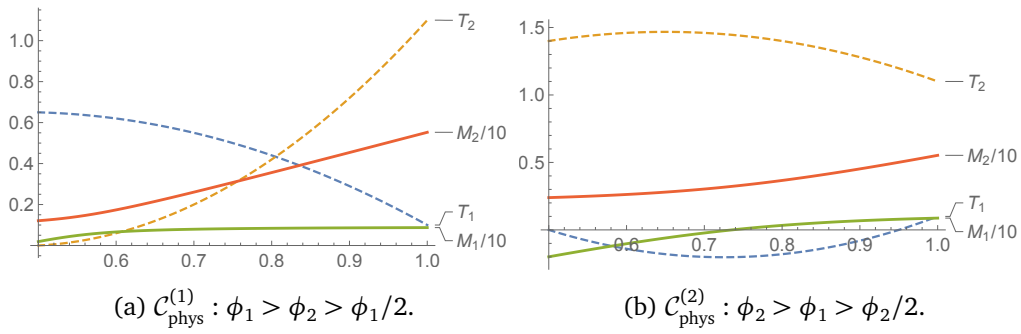 1.0
0.8
0.6
0.4
0.2
0.6 0.7 0.8 0.9 1.0
T₂
M₂/10
T₁
M₁/10
(a) 𝒞⁽¹⁾phys : ϕ₁ > ϕ₂ > ϕ₁/2.
1.5
1.0
0.5
0.6 0.7 0.8 0.9 1.0
T₂
M₂/10
T₁
M₁/10
(b) 𝒞⁽²⁾phys : ϕ₂ > ϕ₁ > ϕ₂/2.